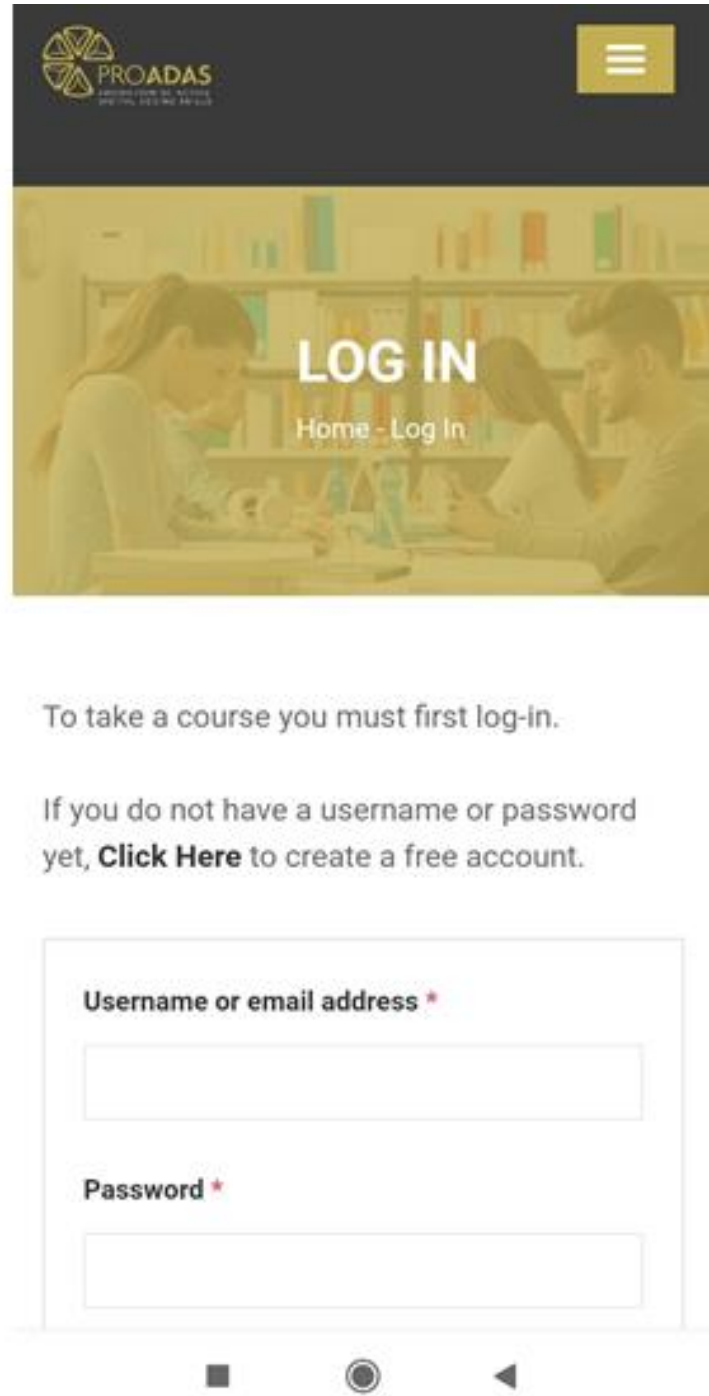 PROADAS
LOG IN
Home - Log In
To take a course you must first log-in.
If you do not have a username or password
yet, Click Here to create a free account.
Username or email address *
Password *